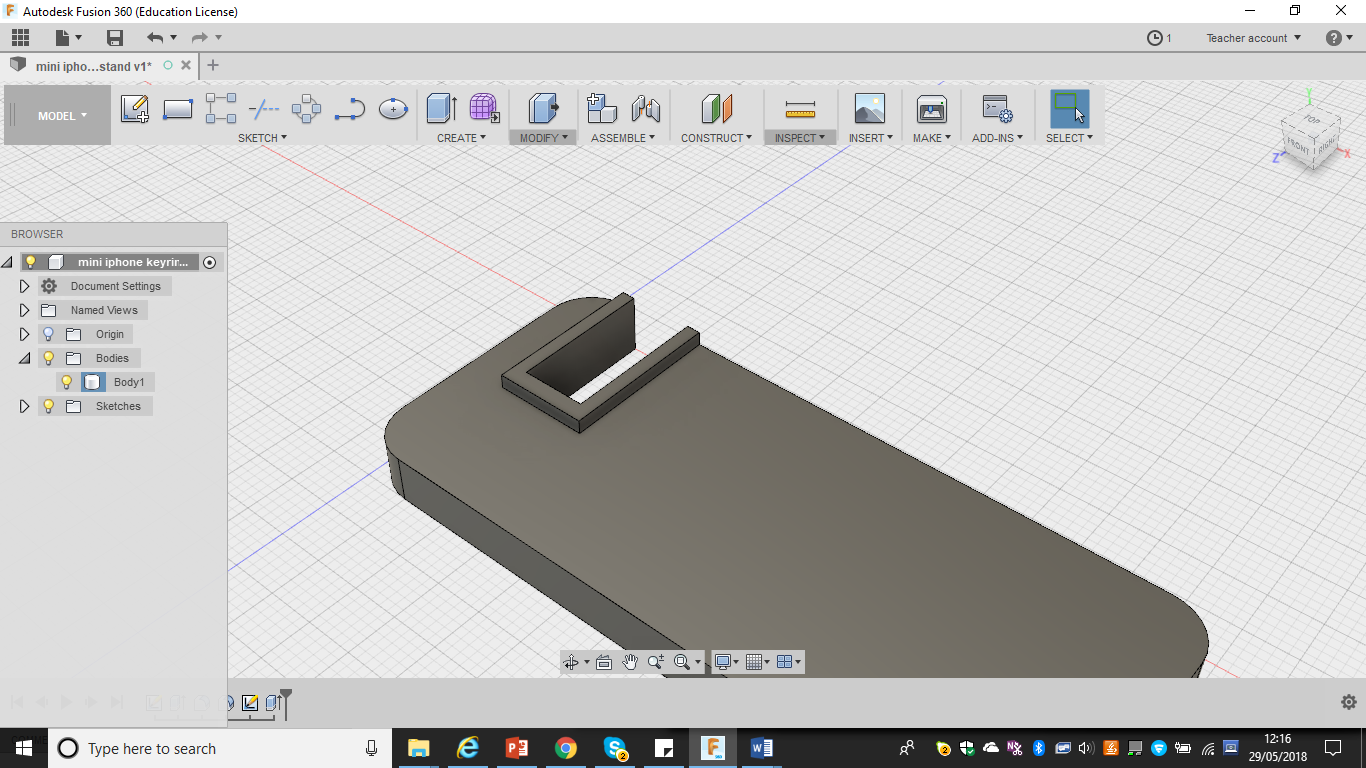 Autodesk Fusion 360 (Education License)
1
Teacher account
mini ipho...stand v1*
MODEL
SKETCH
CREATE
MODIFY
ASSEMBLE
CONSTRUCT
INSPECT
INSERT
MAKE
ADD-INS
SELECT
Y
TOP
FRONT
RIGHT
Z
X
BROWSER
mini iphone keyrir...
Document Settings
Named Views
Origin
Bodies
Body1
Sketches
Type here to search
12:16
29/05/2018